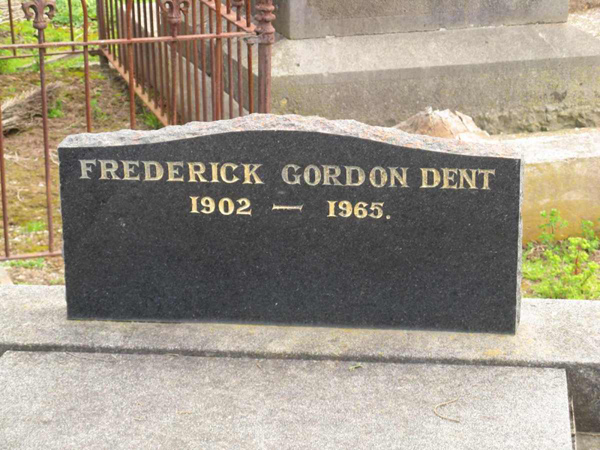 FREDERICK GORDON DENT
1902 — 1965.